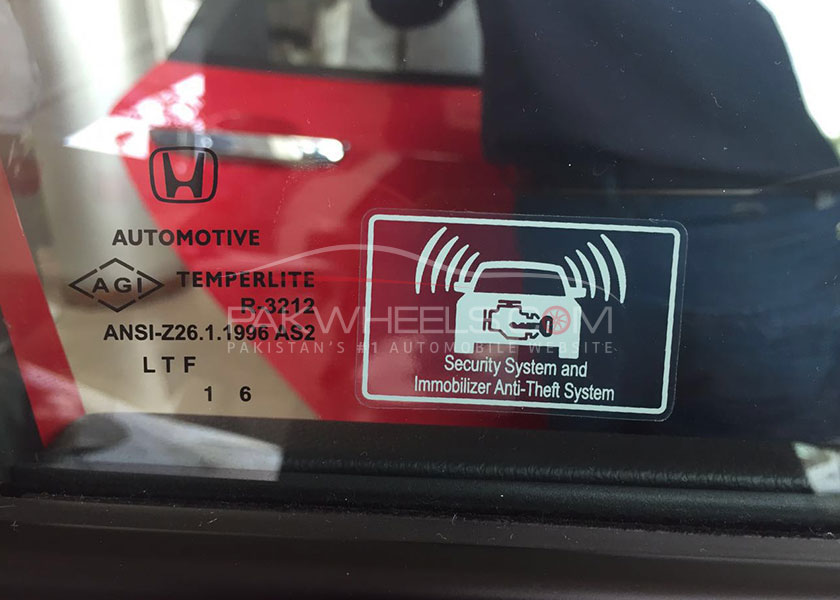 AUTOMOTIVE
AGI TEMPERLITE
R-3212
ANSI-Z26.1.1996 AS2
L T F
1 6
Security System and
Immobilizer Anti-Theft System
PAKWHEELS.COM
PAKISTAN'S #1 AUTOMOBILE WEBSITE